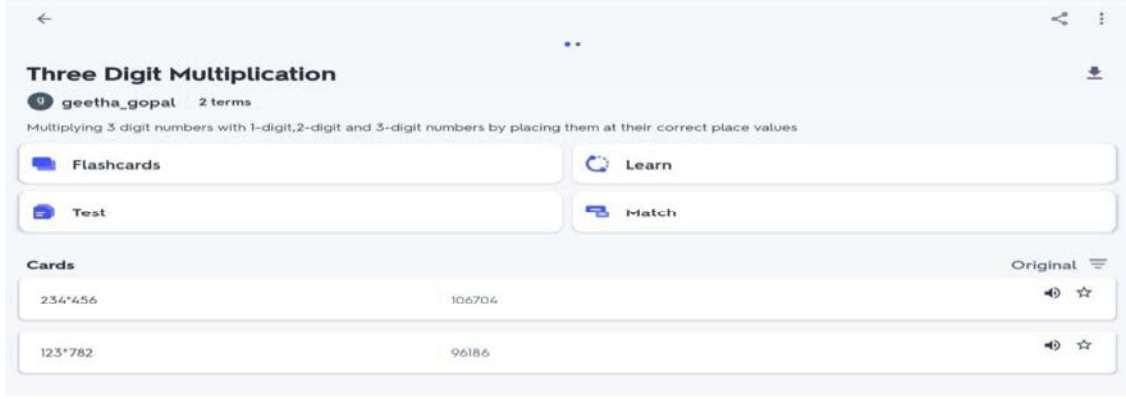 Three Digit Multiplication
g geetha_gopal 2 terms
Multiplying 3 digit numbers with 1-digit,2-digit and 3-digit numbers by placing them at their correct place values
Flashcards Learn
Test Match
Cards Original
234*456 106704
123*782 96186